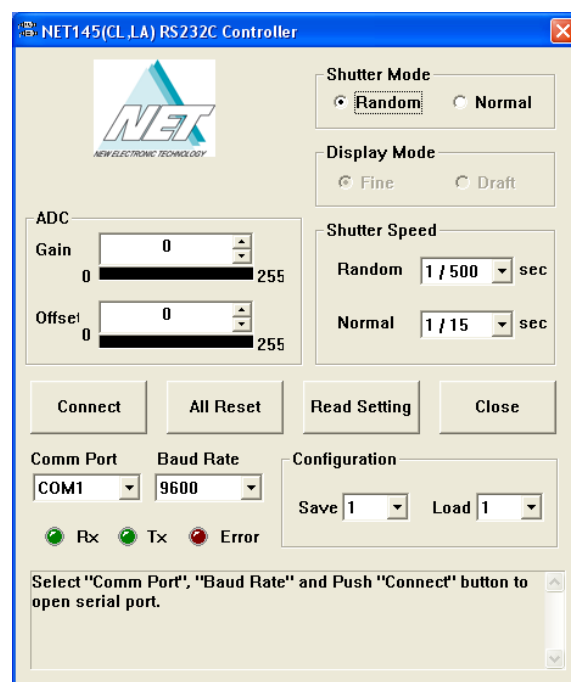 NET145(CL,LA) RS232C Controller
NET
NEW ELECTRONIC TECHNOLOGY
Shutter Mode
Random Normal
Display Mode
Fine Draft
ADC
Gain 0
0 255
Offset 0
0 255
Shutter Speed
Random 1 / 500 sec
Normal 1 / 15 sec
Connect All Reset Read Setting Close
Comm Port Baud Rate
COM1 9600
Rx Tx Error
Configuration
Save 1 Load 1
Select "Comm Port", "Baud Rate" and Push "Connect" button to
open serial port.